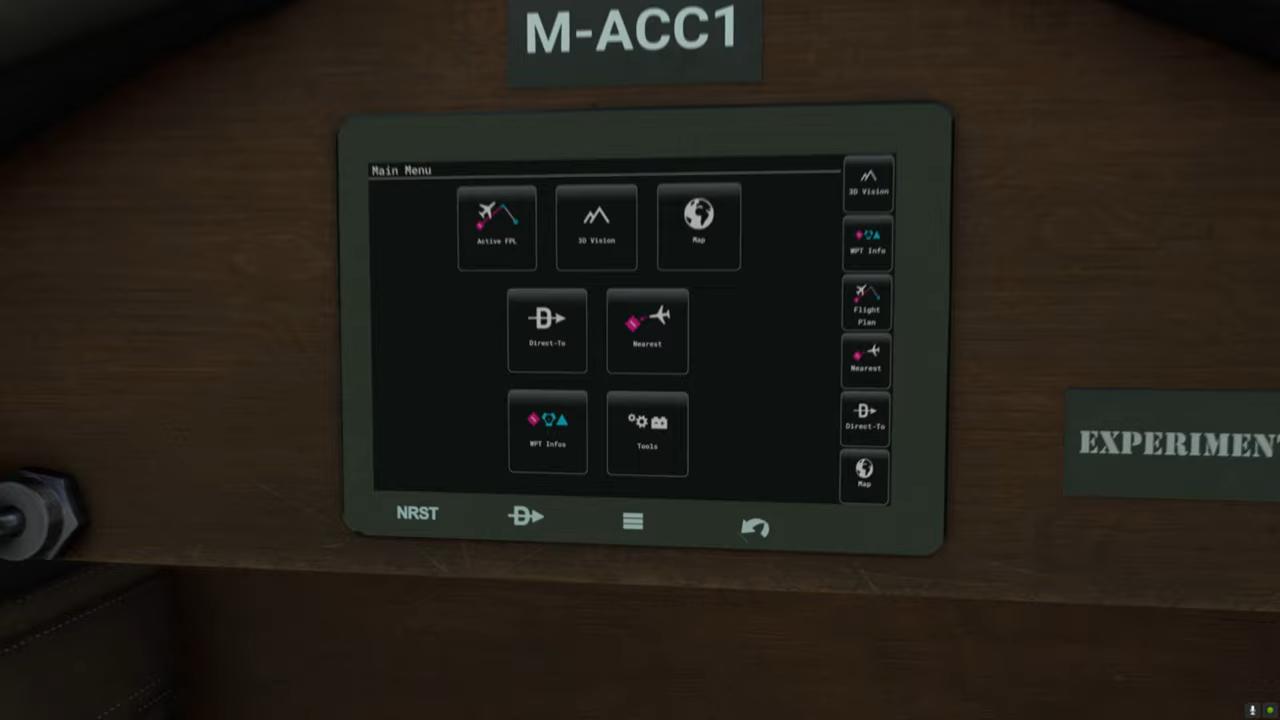 M-ACC1
Main Menu
Active FPL
3D Vision
Map
Direct-To
Nearest
WPT Infos
Tools
3D Vision
WPT Info
Flight
Plan
Nearest
Direct-To
Map
NRST
EXPERIMEN